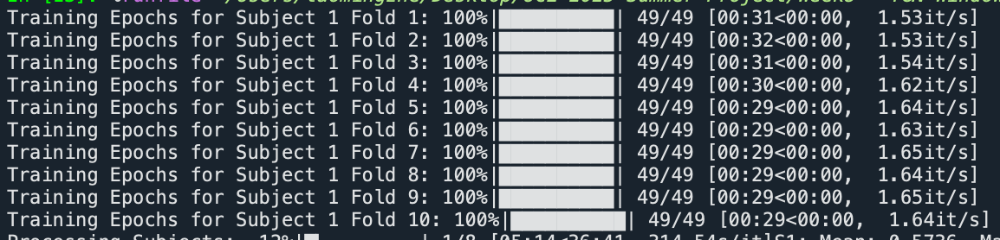 Training Epochs for Subject 1 Fold 1: 100%|██████████| 49/49 [00:31<00:00, 1.53it/s]
Training Epochs for Subject 1 Fold 2: 100%|██████████| 49/49 [00:32<00:00, 1.53it/s]
Training Epochs for Subject 1 Fold 3: 100%|██████████| 49/49 [00:31<00:00, 1.54it/s]
Training Epochs for Subject 1 Fold 4: 100%|██████████| 49/49 [00:30<00:00, 1.62it/s]
Training Epochs for Subject 1 Fold 5: 100%|██████████| 49/49 [00:29<00:00, 1.64it/s]
Training Epochs for Subject 1 Fold 6: 100%|██████████| 49/49 [00:29<00:00, 1.63it/s]
Training Epochs for Subject 1 Fold 7: 100%|██████████| 49/49 [00:29<00:00, 1.65it/s]
Training Epochs for Subject 1 Fold 8: 100%|██████████| 49/49 [00:29<00:00, 1.64it/s]
Training Epochs for Subject 1 Fold 9: 100%|██████████| 49/49 [00:29<00:00, 1.65it/s]
Training Epochs for Subject 1 Fold 10: 100%|██████████| 49/49 [00:29<00:00, 1.64it/s]
Processing Subjects: 12%|█ | 1/8 [05:14<36:41, 314.54s/it]S1: Mean: